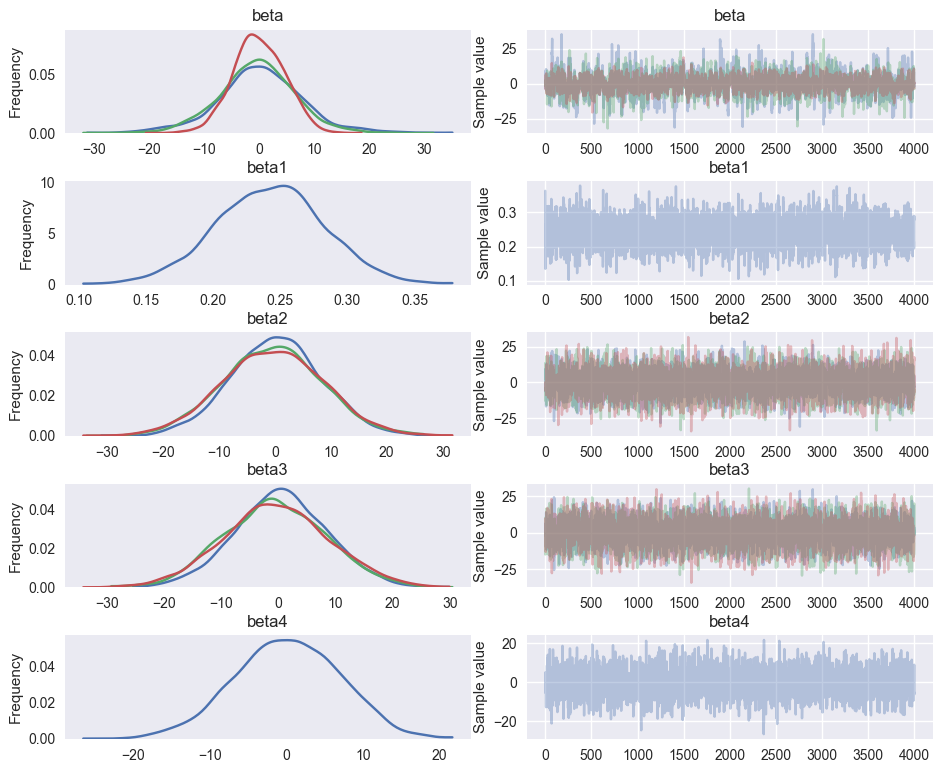 beta
beta
Frequency
0.05
0.00
−30 −20 −10 0 10 20 30
Sample value
25
0
−25
0 500 1000 1500 2000 2500 3000 3500 4000
beta1
beta1
Frequency
10
5
0
0.10 0.15 0.20 0.25 0.30 0.35
Sample value
0.3
0.2
0.1
0 500 1000 1500 2000 2500 3000 3500 4000
beta2
beta2
Frequency
0.04
0.02
0.00
−30 −20 −10 0 10 20 30
Sample value
25
0
−25
0 500 1000 1500 2000 2500 3000 3500 4000
beta3
beta3
Frequency
0.04
0.02
0.00
−30 −20 −10 0 10 20 30
Sample value
25
0
−25
0 500 1000 1500 2000 2500 3000 3500 4000
beta4
beta4
Frequency
0.04
0.02
0.00
−20 −10 0 10 20
Sample value
20
0
−20
0 500 1000 1500 2000 2500 3000 3500 4000